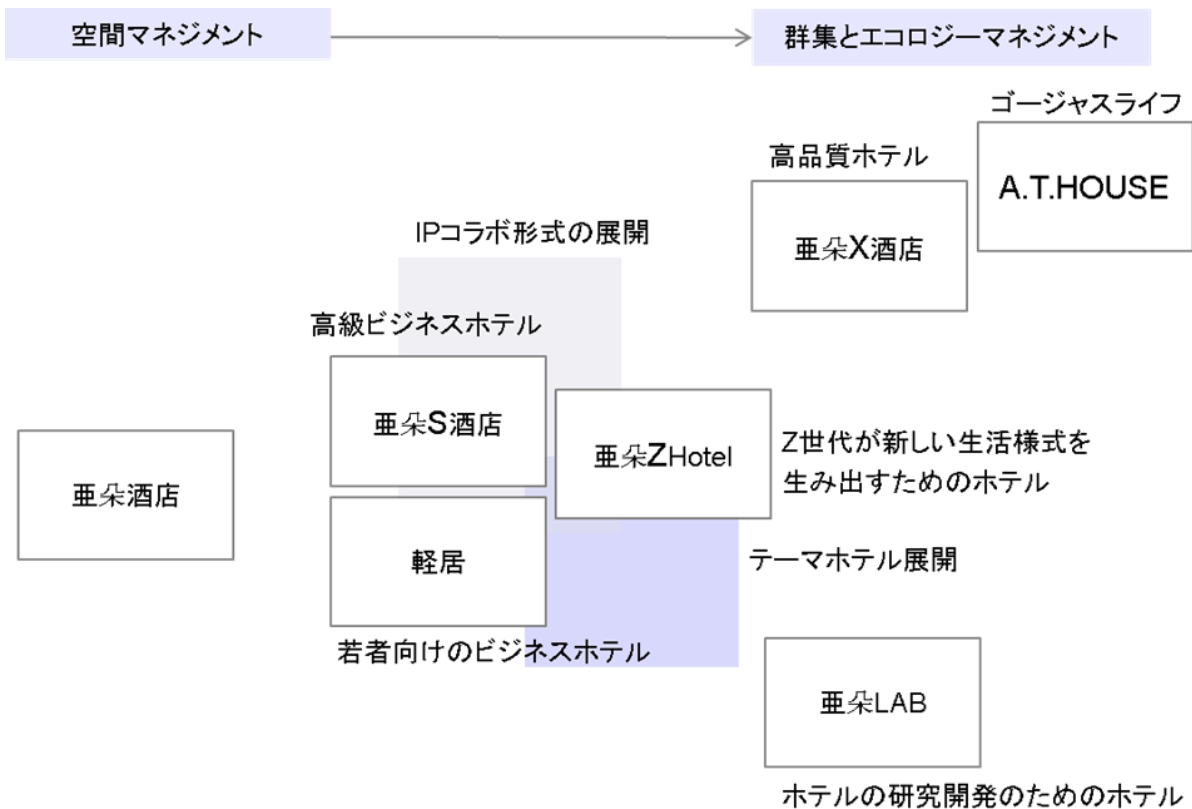 空間マネジメント
群集とエコロジーマネジメント
ゴージャスライフ
A.T.HOUSE
高品質ホテル
亜朵X酒店
IPコラボ形式の展開
高級ビジネスホテル
亜朵S酒店
亜朵ZHotel
Z世代が新しい生活様式を
生み出すためのホテル
亜朵酒店
軽居
若者向けのビジネスホテル
テーマホテル展開
亜朵LAB
ホテルの研究開発のためのホテル